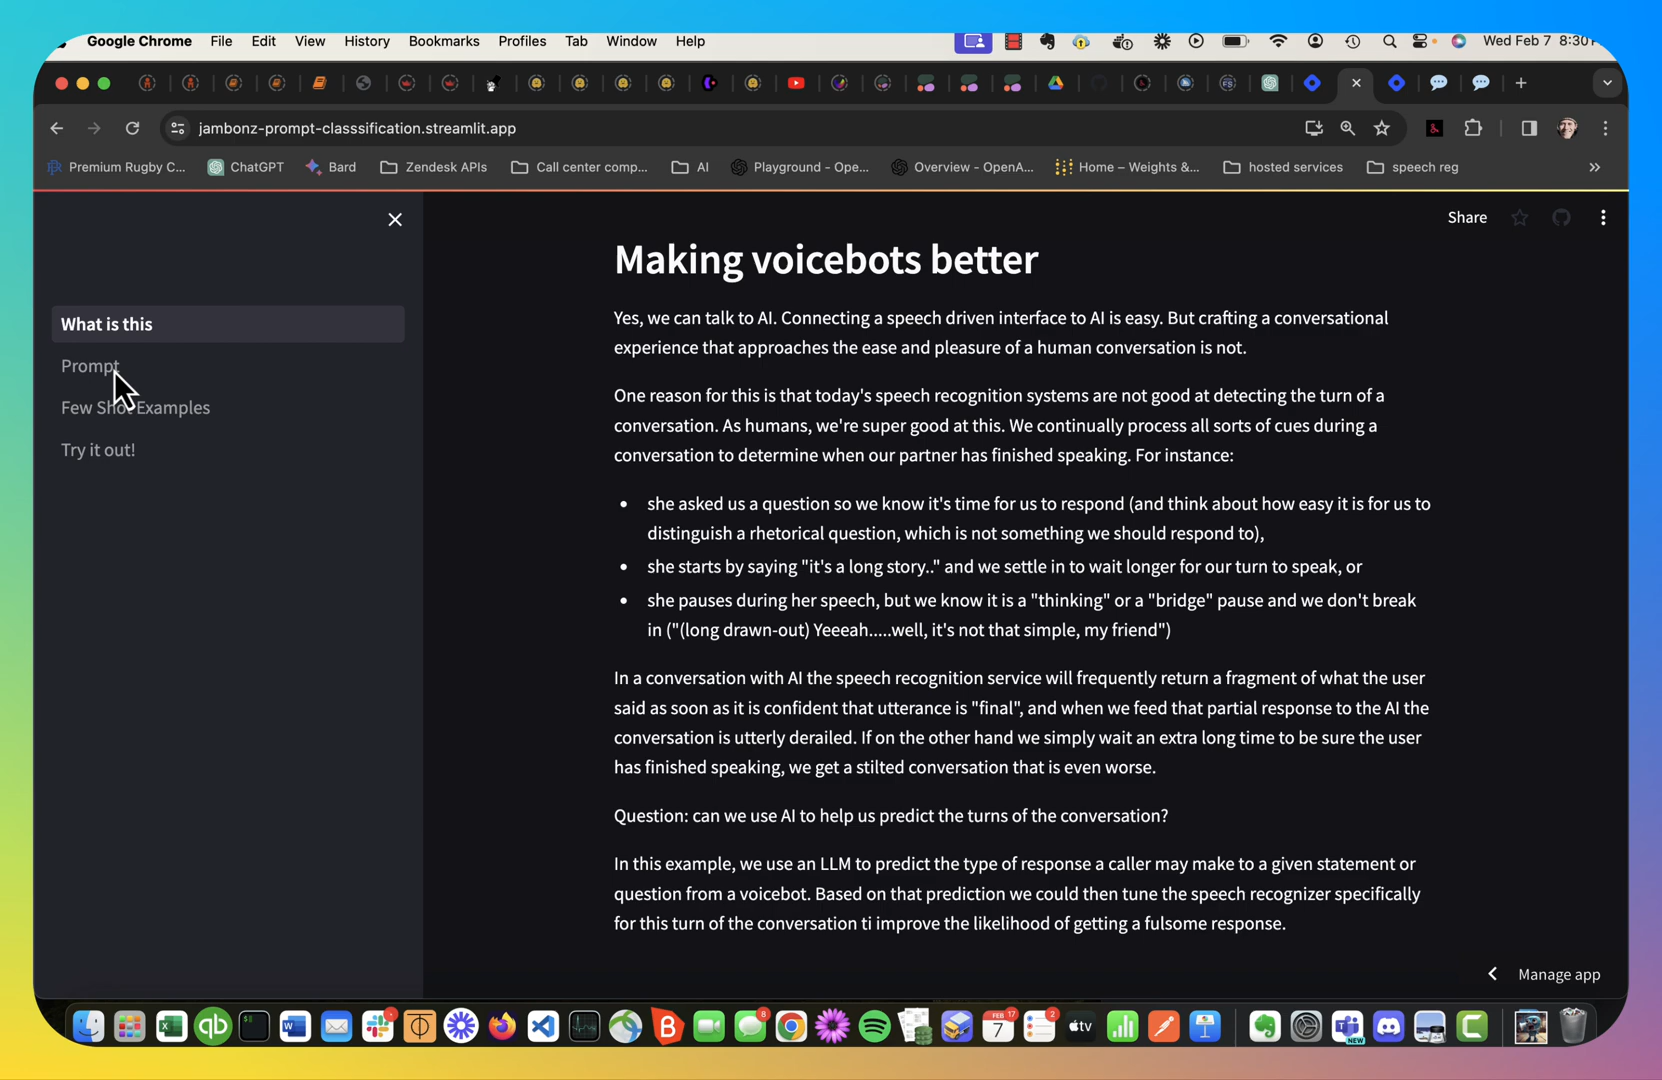 Google Chrome File Edit View History Bookmarks Profiles Tab Window Help Wed Feb 7 8:30
jambonz-prompt-classsification.streamlit.app
Premium Rugby C... ChatGPT Bard Zendesk APIs Call center comp... AI Playground - Ope... Overview - OpenA... Home – Weights &... hosted services speech reg
Share
What is this
Prompt
Few Shot Examples
Try it out!
Making voicebots better
Yes, we can talk to AI. Connecting a speech driven interface to AI is easy. But crafting a conversational
experience that approaches the ease and pleasure of a human conversation is not.
One reason for this is that today's speech recognition systems are not good at detecting the turn of a
conversation. As humans, we're super good at this. We continually process all sorts of cues during a
conversation to determine when our partner has finished speaking. For instance:
• she asked us a question so we know it's time for us to respond (and think about how easy it is for us to
distinguish a rhetorical question, which is not something we should respond to),
• she starts by saying "it's a long story.." and we settle in to wait longer for our turn to speak, or
• she pauses during her speech, but we know it is a "thinking" or a "bridge" pause and we don't break
in ("(long drawn-out) Yeeeah.....well, it's not that simple, my friend")
In a conversation with AI the speech recognition service will frequently return a fragment of what the user
said as soon as it is confident that utterance is "final", and when we feed that partial response to the AI the
conversation is utterly derailed. If on the other hand we simply wait an extra long time to be sure the user
has finished speaking, we get a stilted conversation that is even worse.
Question: can we use AI to help us predict the turns of the conversation?
In this example, we use an LLM to predict the type of response a caller may make to a given statement or
question from a voicebot. Based on that prediction we could then tune the speech recognizer specifically
for this turn of the conversation ti improve the likelihood of getting a fulsome response.
Manage app
FEB 17 7
8
2
tv
NEW